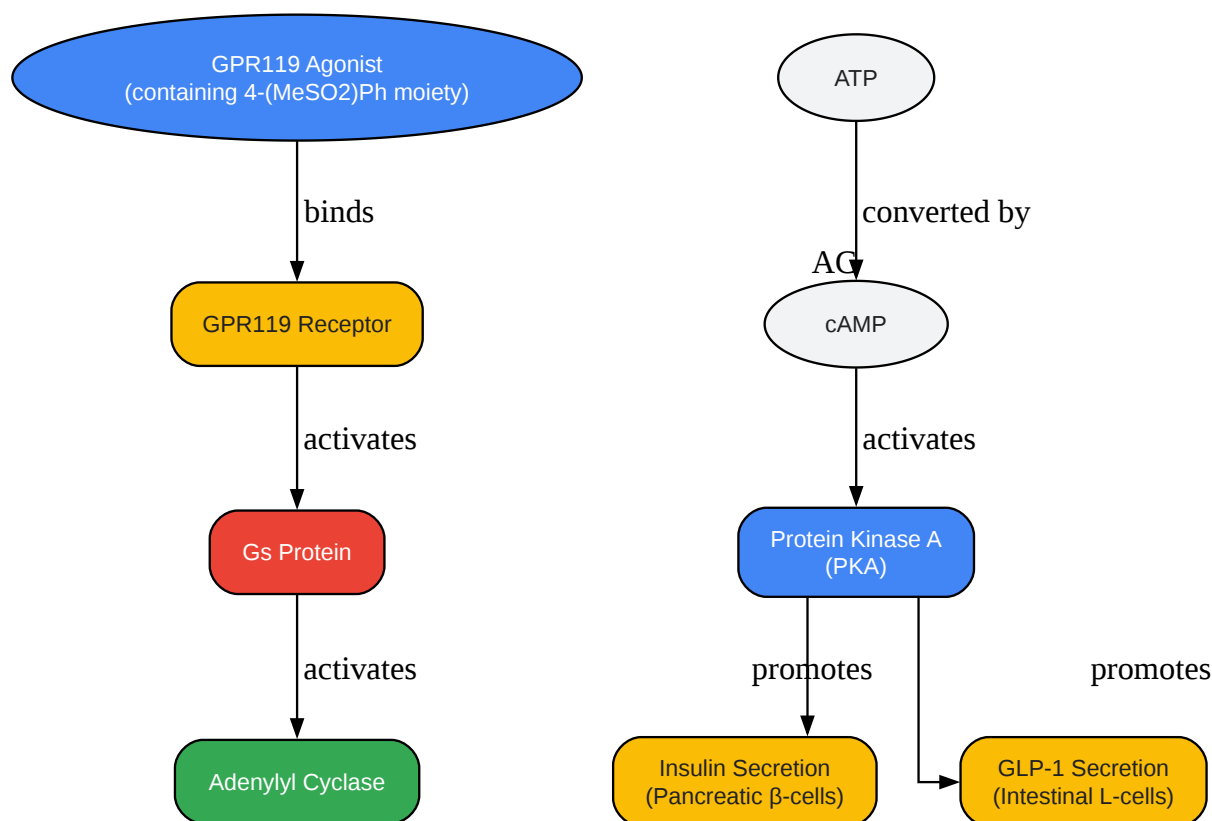 GPR119 Agonist
(containing 4-(MeSO2)Ph moiety)
binds
GPR119 Receptor
activates
Gs Protein
activates
Adenylyl Cyclase
ATP
converted by
AC
cAMP
activates
Protein Kinase A
(PKA)
promotes
promotes
Insulin Secretion
(Pancreatic β-cells)
GLP-1 Secretion
(Intestinal L-cells)